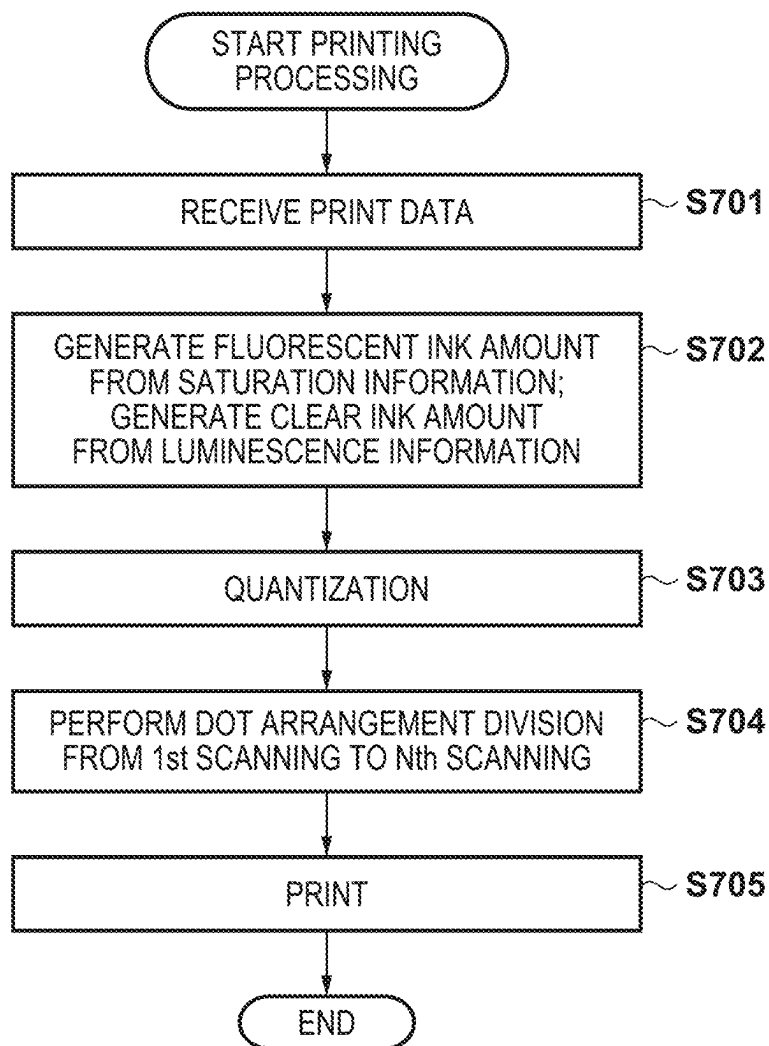 START PRINTING
PROCESSING
RECEIVE PRINT DATA
S701
GENERATE FLUORESCENT INK AMOUNT
FROM SATURATION INFORMATION;
GENERATE CLEAR INK AMOUNT
FROM LUMINESCENCE INFORMATION
S702
QUANTIZATION
S703
PERFORM DOT ARRANGEMENT DIVISION
FROM 1st SCANNING TO Nth SCANNING
S704
PRINT
S705
END